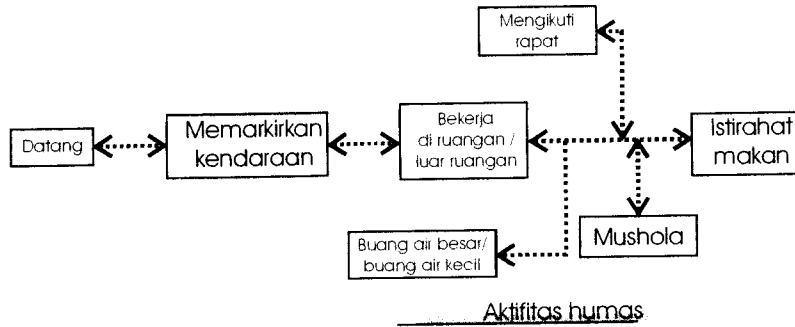 Mengikuti
rapat
Datang
Memarkirkan
kendaraan
Bekerja
di ruangan /
luar ruangan
Istirahat
makan
Buang air besar/
buang air kecil
Mushola
Aktifitas humas